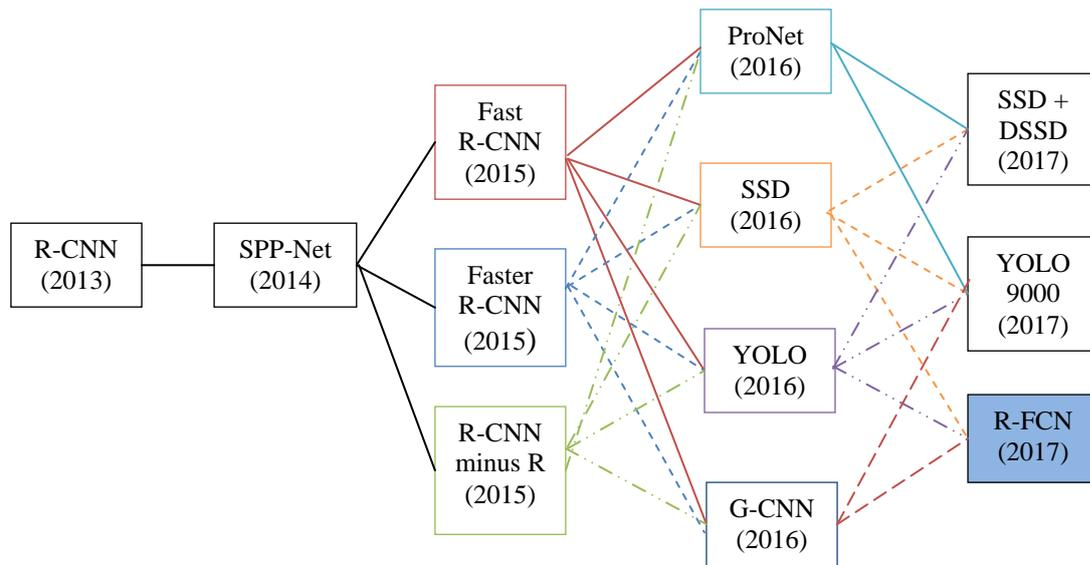 R-CNN
(2013)
SPP-Net
(2014)
Fast
R-CNN
(2015)
Faster
R-CNN
(2015)
R-CNN
minus R
(2015)
ProNet
(2016)
SSD
(2016)
YOLO
(2016)
G-CNN
(2016)
SSD +
DSSD
(2017)
YOLO
9000
(2017)
R-FCN
(2017)